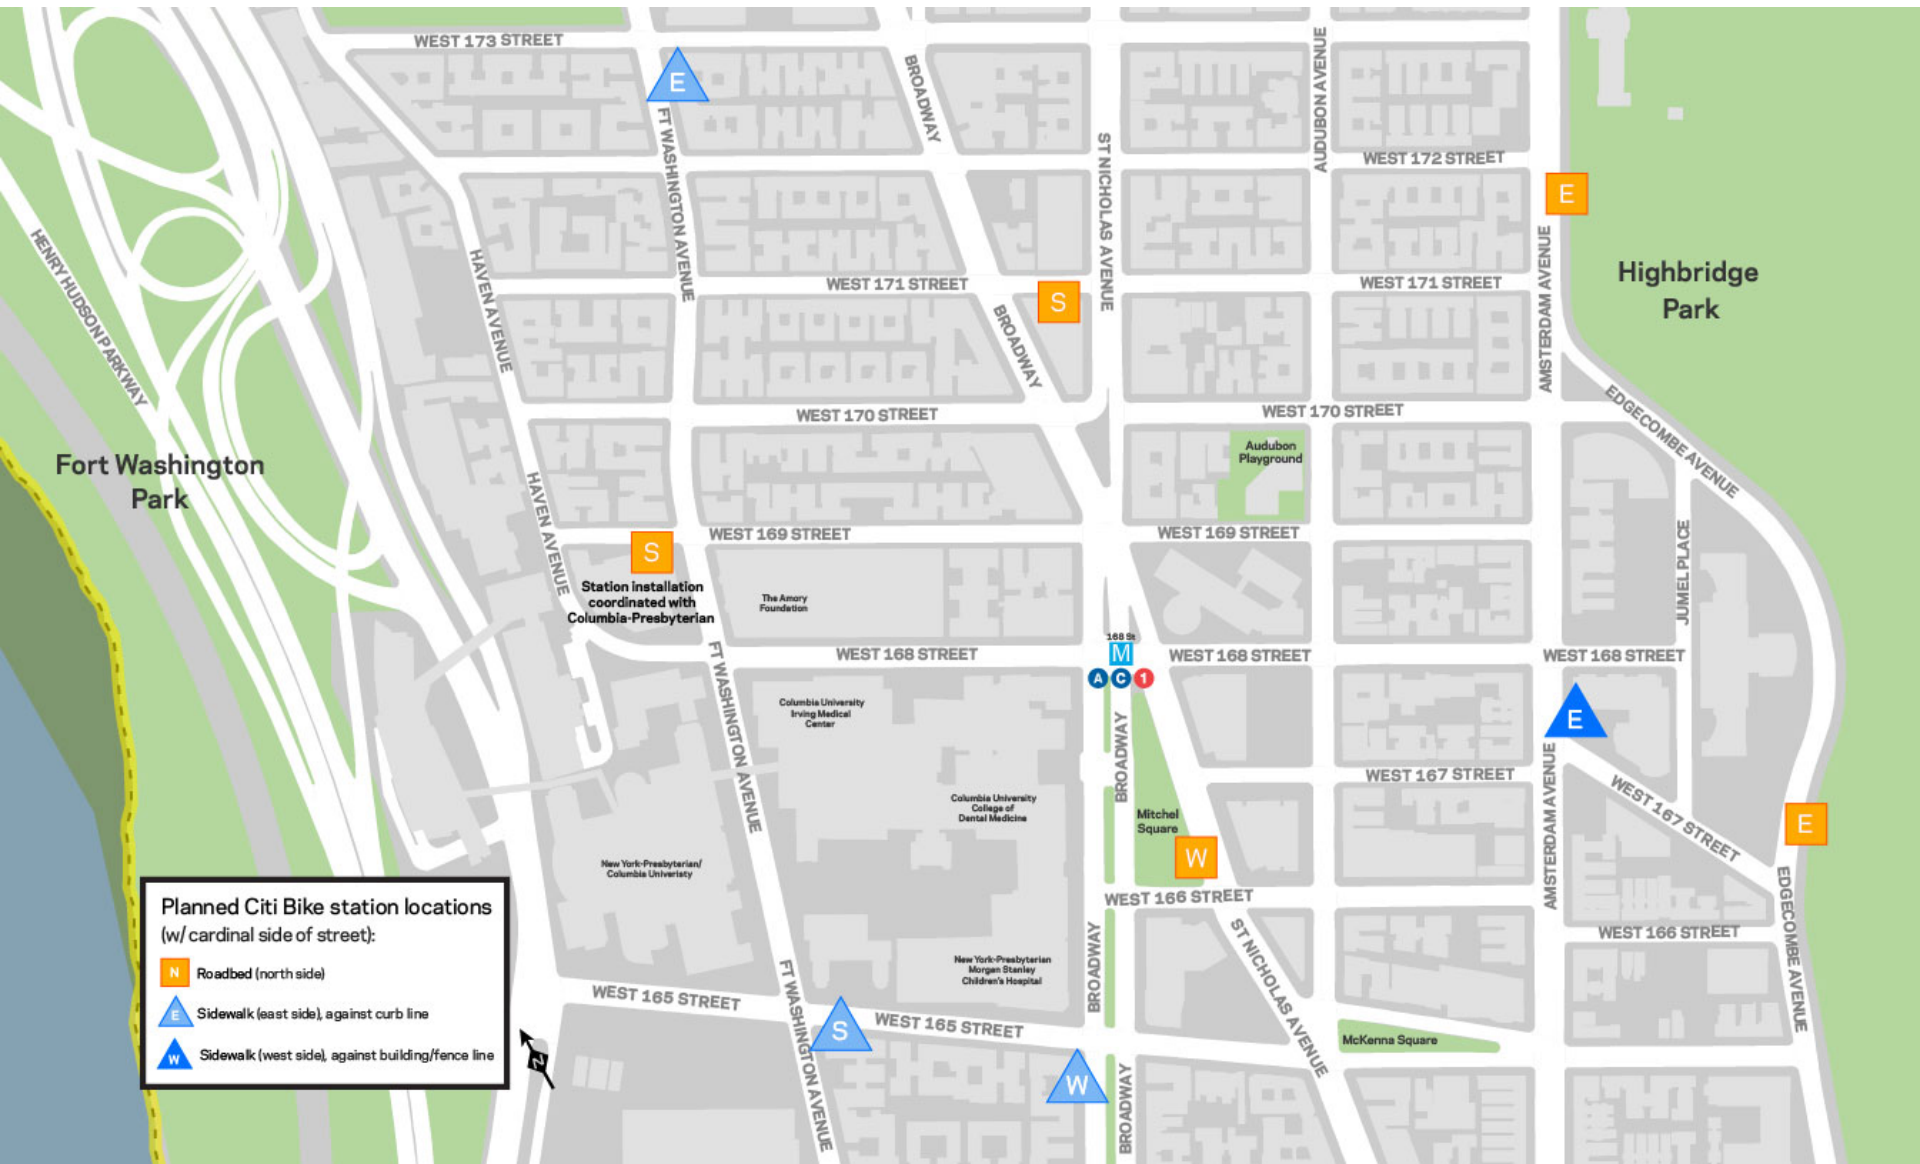 WEST 173 STREET
E
BROADWAY
AUDUBON AVENUE
FT WASHINGTON AVENUE
ST NICHOLAS AVENUE
WEST 172 STREET
E
HENRY HUDSON PARKWAY
HAVEN AVENUE
WEST 171 STREET
WEST 171 STREET
AMSTERDAM AVENUE
Highbridge
Park
S
BROADWAY
WEST 170 STREET
WEST 170 STREET
EDGECOMBE AVENUE
Audubon
Playground
Fort Washington
Park
HAVEN AVENUE
WEST 169 STREET
WEST 169 STREET
JUMEL PLACE
S
Station installation
coordinated with
Columbia-Presbyterian
The Amory
Foundation
168 St
M
A C 1
WEST 168 STREET
WEST 168 STREET
WEST 168 STREET
FT WASHINGTON AVENUE
Columbia University
Irving Medical
Center
BROADWAY
E
WEST 167 STREET
AMSTERDAM AVENUE
WEST 167 STREET
Columbia University
College of
Dental Medicine
Mitchel
Square
E
W
New York-Presbyterian/
Columbia Univeristy
WEST 166 STREET
EDGECOMBE AVENUE
BROADWAY
ST NICHOLAS AVENUE
WEST 166 STREET
New York-Presbyterian
Morgan Stanley
Children's Hospital
FT WASHINGTON AVENUE
WEST 165 STREET
S
WEST 165 STREET
McKenna Square
W
BROADWAY
Planned Citi Bike station locations
(w/ cardinal side of street):
N Roadbed (north side)
E Sidewalk (east side), against curb line
W Sidewalk (west side), against building/fence line
N